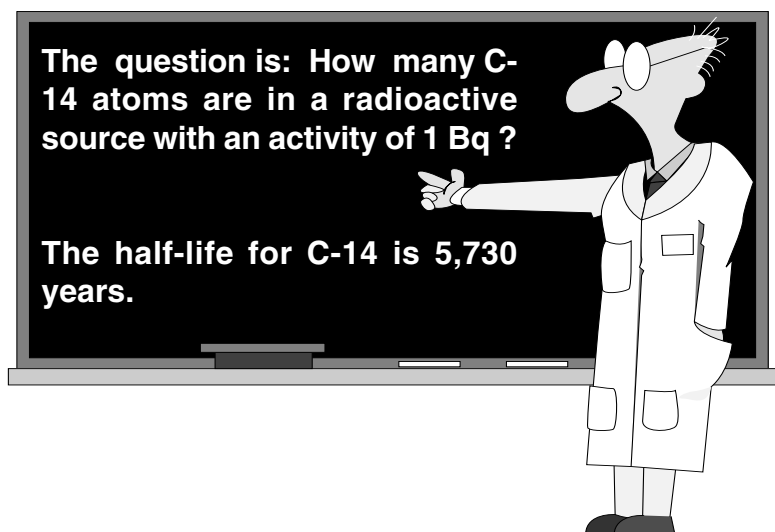 The question is: How many C-
14 atoms are in a radioactive
source with an activity of 1 Bq ?
The half-life for C-14 is 5,730
years.